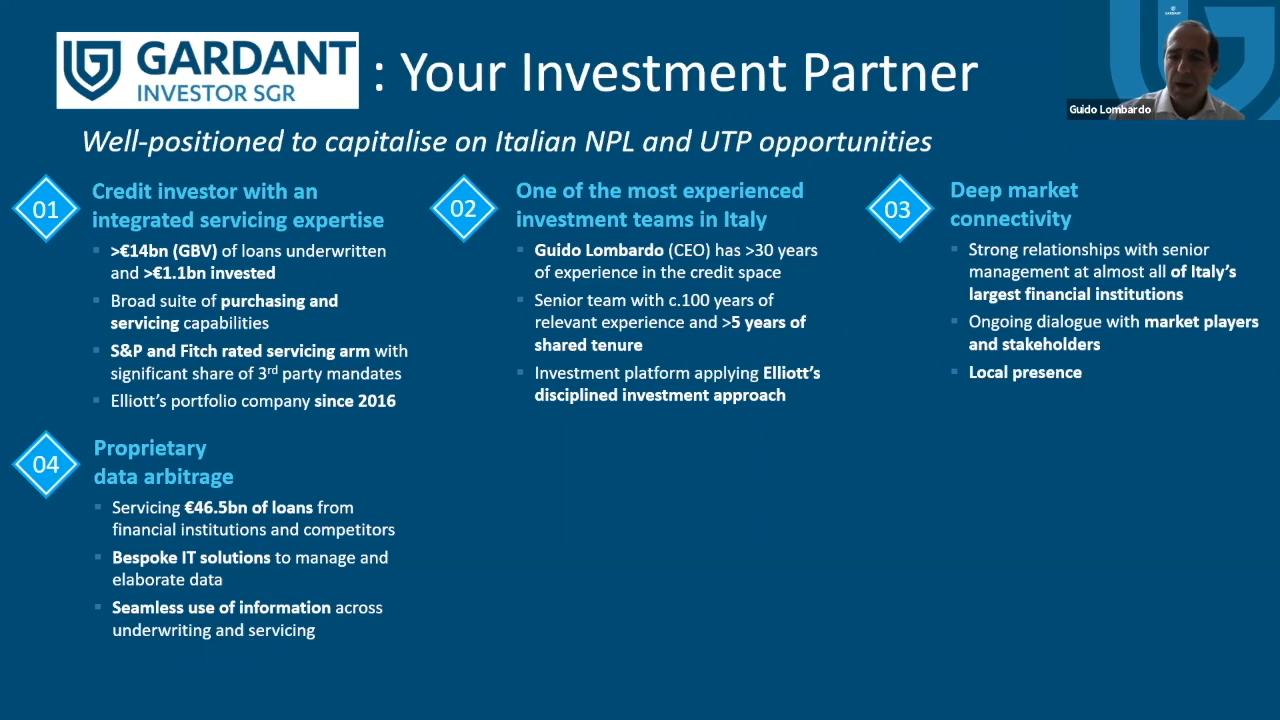 GARDANT
INVESTOR SGR
: Your Investment Partner
GARDANT
Guido Lombardo
Well-positioned to capitalise on Italian NPL and UTP opportunities
01
Credit investor with an
integrated servicing expertise
>€14bn (GBV) of loans underwritten
and >€1.1bn invested
Broad suite of purchasing and
servicing capabilities
S&P and Fitch rated servicing arm with
significant share of 3rd party mandates
Elliott's portfolio company since 2016
02
One of the most experienced
investment teams in Italy
Guido Lombardo (CEO) has >30 years
of experience in the credit space
Senior team with c.100 years of
relevant experience and >5 years of
shared tenure
Investment platform applying Elliott's
disciplined investment approach
03
Deep market
connectivity
Strong relationships with senior
management at almost all of Italy's
largest financial institutions
Ongoing dialogue with market players
and stakeholders
Local presence
04
Proprietary
data arbitrage
Servicing €46.5bn of loans from
financial institutions and competitors
Bespoke IT solutions to manage and
elaborate data
Seamless use of information across
underwriting and servicing